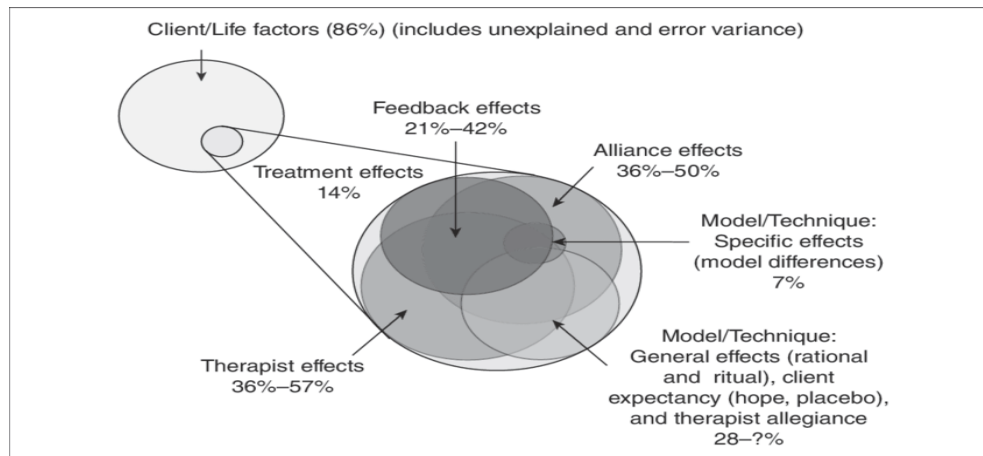 Client/Life factors (86%) (includes unexplained and error variance)
Feedback effects
21%–42%
Alliance effects
36%–50%
Treatment effects
14%
Model/Technique:
Specific effects
(model differences)
7%
Therapist effects
36%–57%
Model/Technique:
General effects (rational
and ritual), client
expectancy (hope, placebo),
and therapist allegiance
28–?%